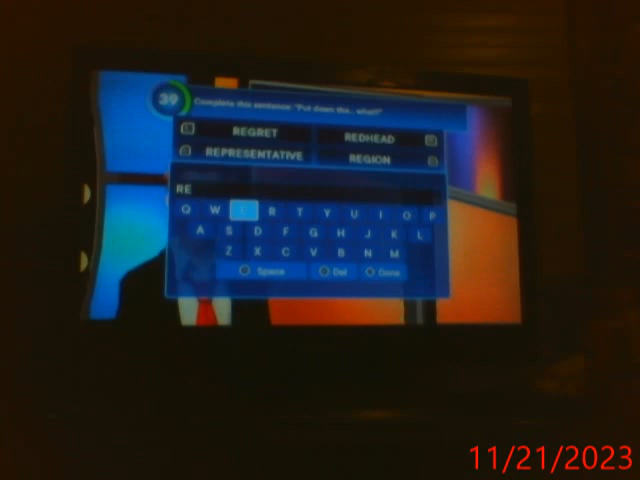 39 Complete this sentence: "Put down the.. what?"
REGRET REDHEAD
REPRESENTATIVE REGION
RE
Q W E R T Y U I O P
A S D F G H J K L
Z X C V B N M
Space Del Done
11/21/2023